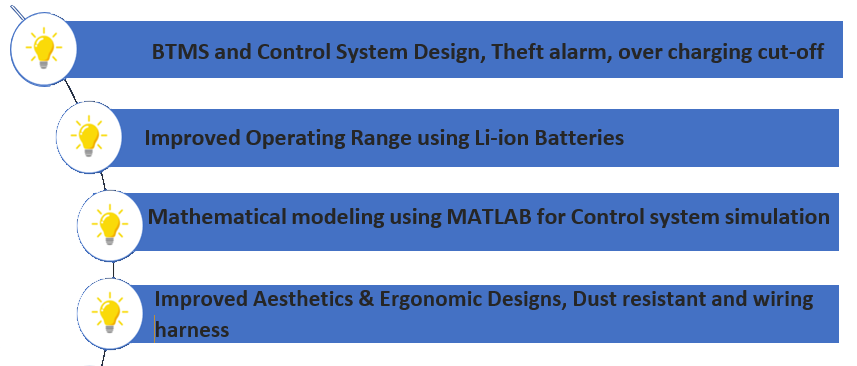 BTMS and Control System Design, Theft alarm, over charging cut-off
Improved Operating Range using Li-ion Batteries
Mathematical modeling using MATLAB for Control system simulation
Improved Aesthetics & Ergonomic Designs, Dust resistant and wiring
harness